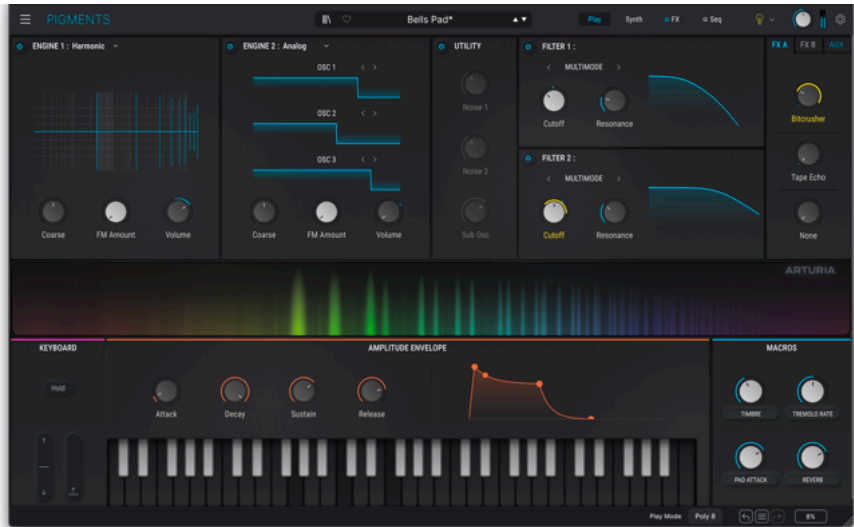 PIGMENTS
Bells Pad*
Play
Synth
FX
Seq
ENGINE 1 : Harmonic
ENGINE 2 : Analog
UTILITY
FILTER 1 :
FX A
FX B
AUX
OSC 1
OSC 2
OSC 3
Noise 1
Noise 2
Sub Osc
MULTIMODE
Cutoff
Resonance
FILTER 2 :
MULTIMODE
Cutoff
Resonance
Bitcrusher
Tape Echo
None
Coarse
FM Amount
Volume
Coarse
FM Amount
Volume
ARTURIA
KEYBOARD
Hold
AMPLITUDE ENVELOPE
Attack
Decay
Sustain
Release
MACROS
TIMBRE
TREMOLO RATE
PAD ATTACK
REVERB
Play Mode
Poly 8
8%